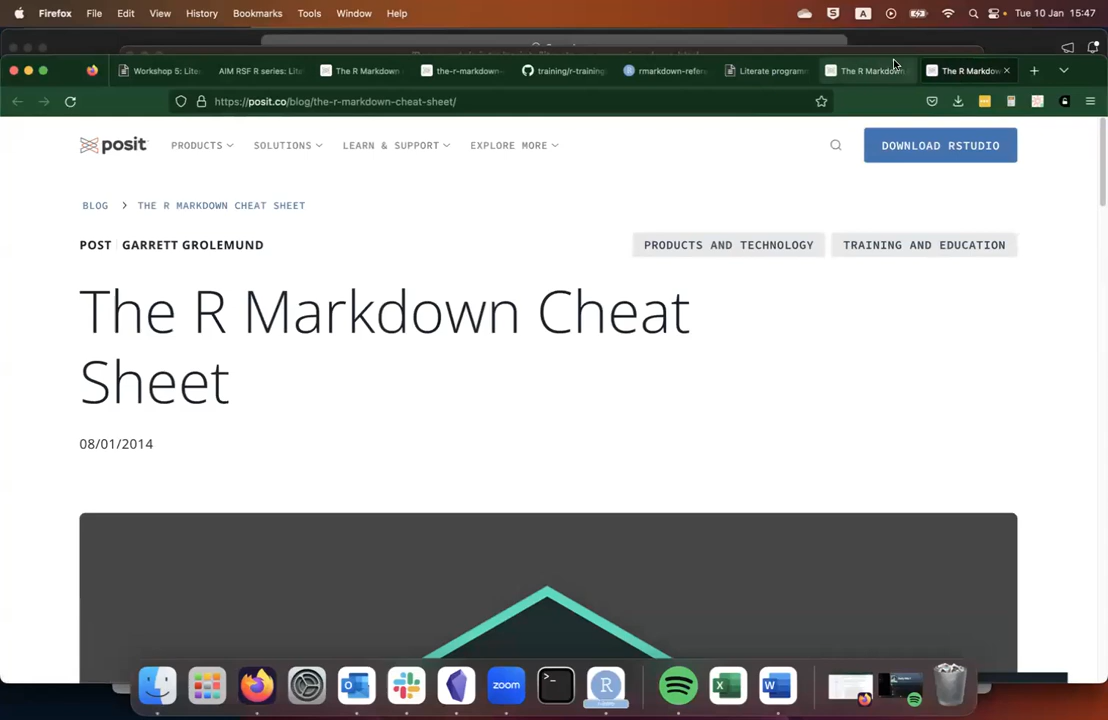 Firefox File Edit View History Bookmarks Tools Window Help
A
Tue 10 Jan 15:47
Workshop 5: Lite
AIM RSF R series: Lit
The R Markdown
the-r-markdown-
training/r-training
rmarkdown-refere
Literate program
The R Markdown
The R Markdow
https://posit.co/blog/the-r-markdown-cheat-sheet/
posit
PRODUCTS
SOLUTIONS
LEARN & SUPPORT
EXPLORE MORE
DOWNLOAD RSTUDIO
BLOG > THE R MARKDOWN CHEAT SHEET
POST | GARRETT GROLEMUND
PRODUCTS AND TECHNOLOGY
TRAINING AND EDUCATION
The R Markdown Cheat
Sheet
08/01/2014
zoom
R